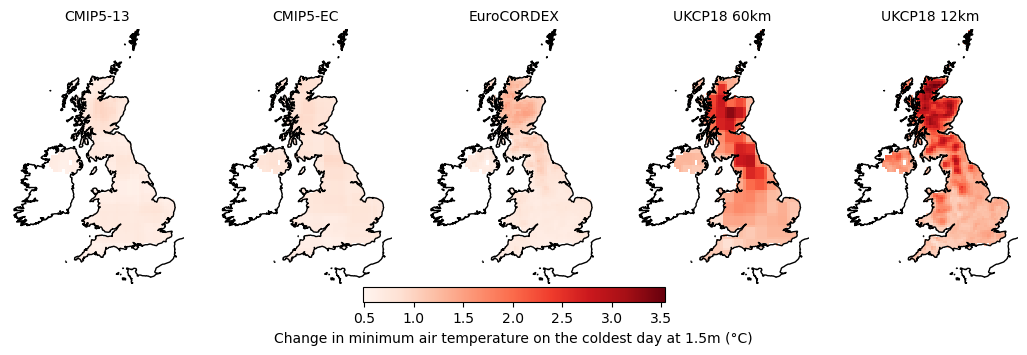 CMIP5-13 CMIP5-EC EuroCORDEX UKCP18 60km UKCP18 12km
0.5 1.0 1.5 2.0 2.5 3.0 3.5
Change in minimum air temperature on the coldest day at 1.5m (°C)